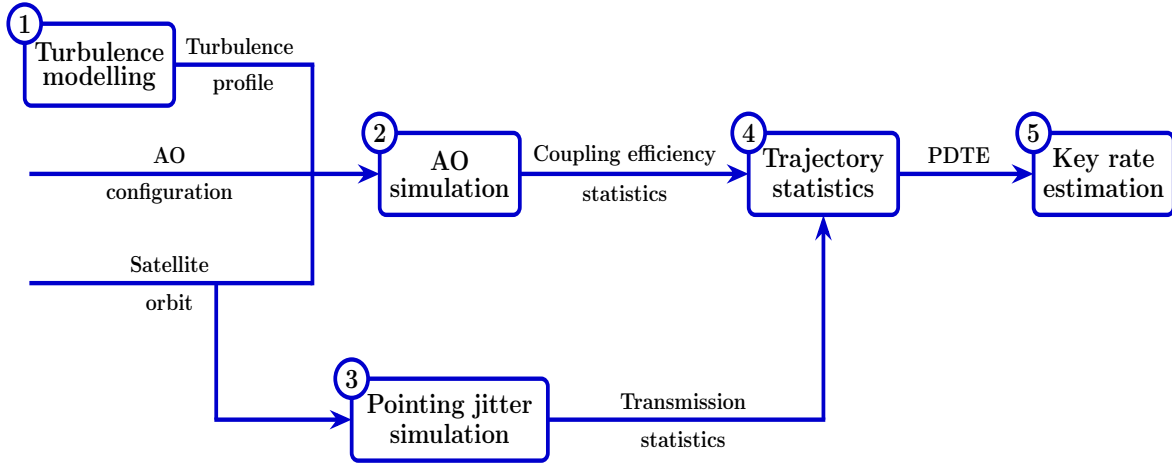 1
Turbulence
modelling
Turbulence
profile
AO
configuration
Satellite
orbit
2
AO
simulation
Coupling efficiency
statistics
3
Pointing jitter
simulation
Transmission
statistics
4
Trajectory
statistics
PDTE
5
Key rate
estimation